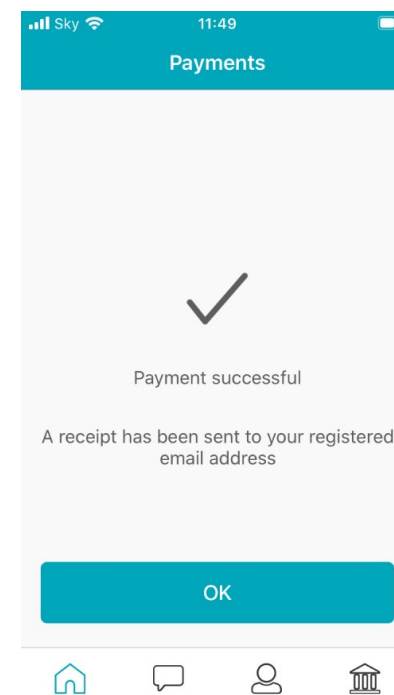 Sky 11:49
Payments
Payment successful
A receipt has been sent to your registered
email address
OK